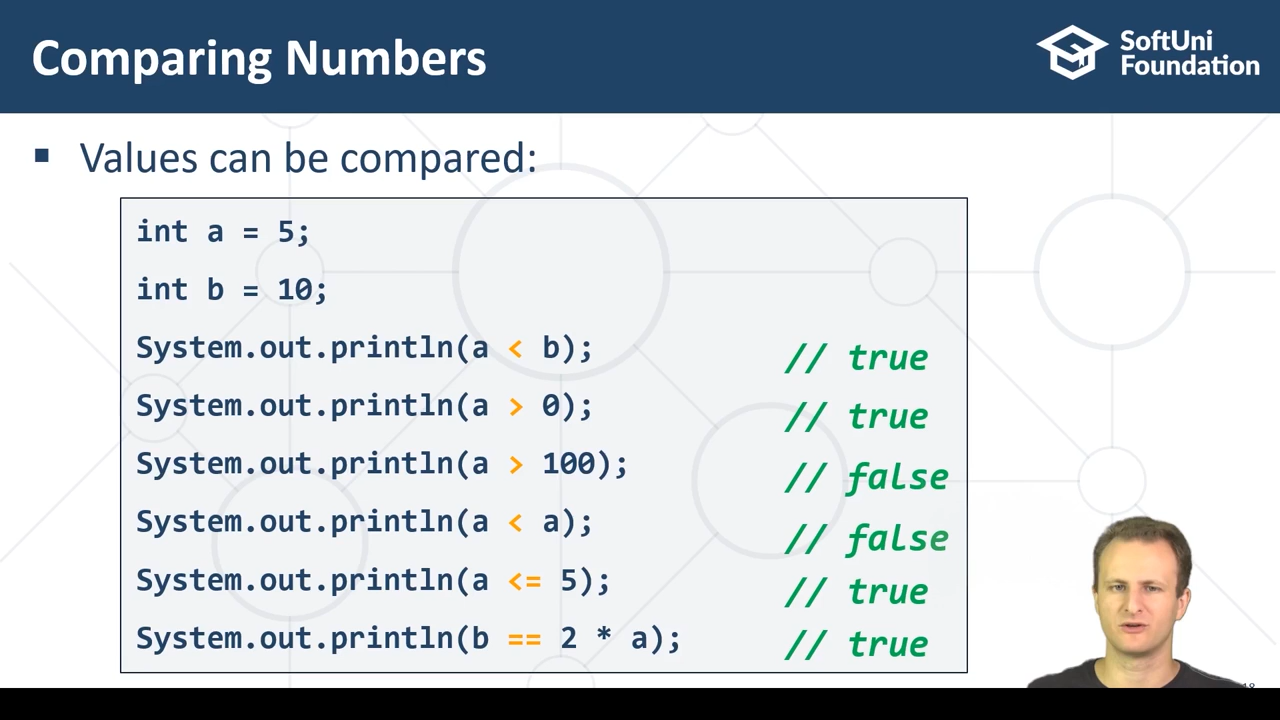 Comparing Numbers
SoftUni
Foundation
▪ Values can be compared:
int a = 5;
int b = 10;
System.out.println(a < b); // true
System.out.println(a > 0); // true
System.out.println(a > 100); // false
System.out.println(a < a); // false
System.out.println(a <= 5); // true
System.out.println(b == 2 * a); // true